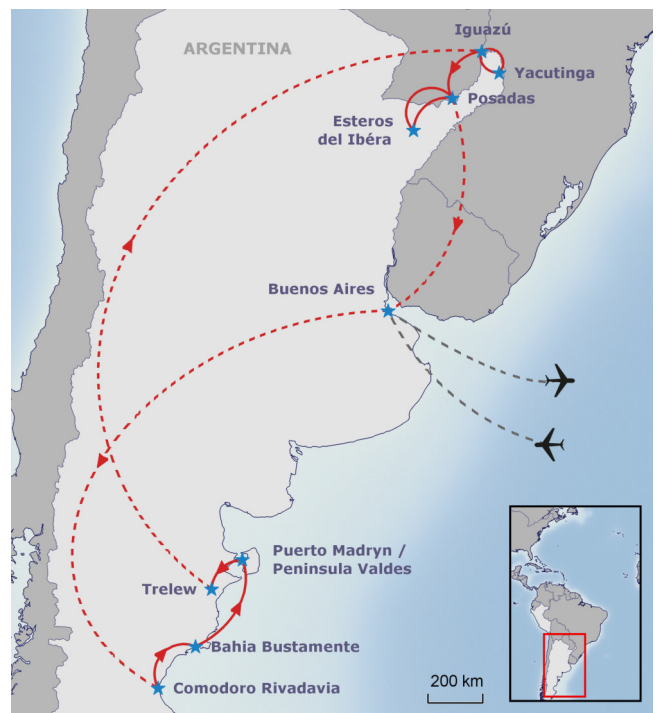 Iguazú
ARGENTINA
Yacutinga
Posadas
Esteros
del Ibéra
Buenos Aires
Puerto Madryn /
Peninsula Valdes
Trelew
Bahia Bustamente
Comodoro Rivadavia
200 km